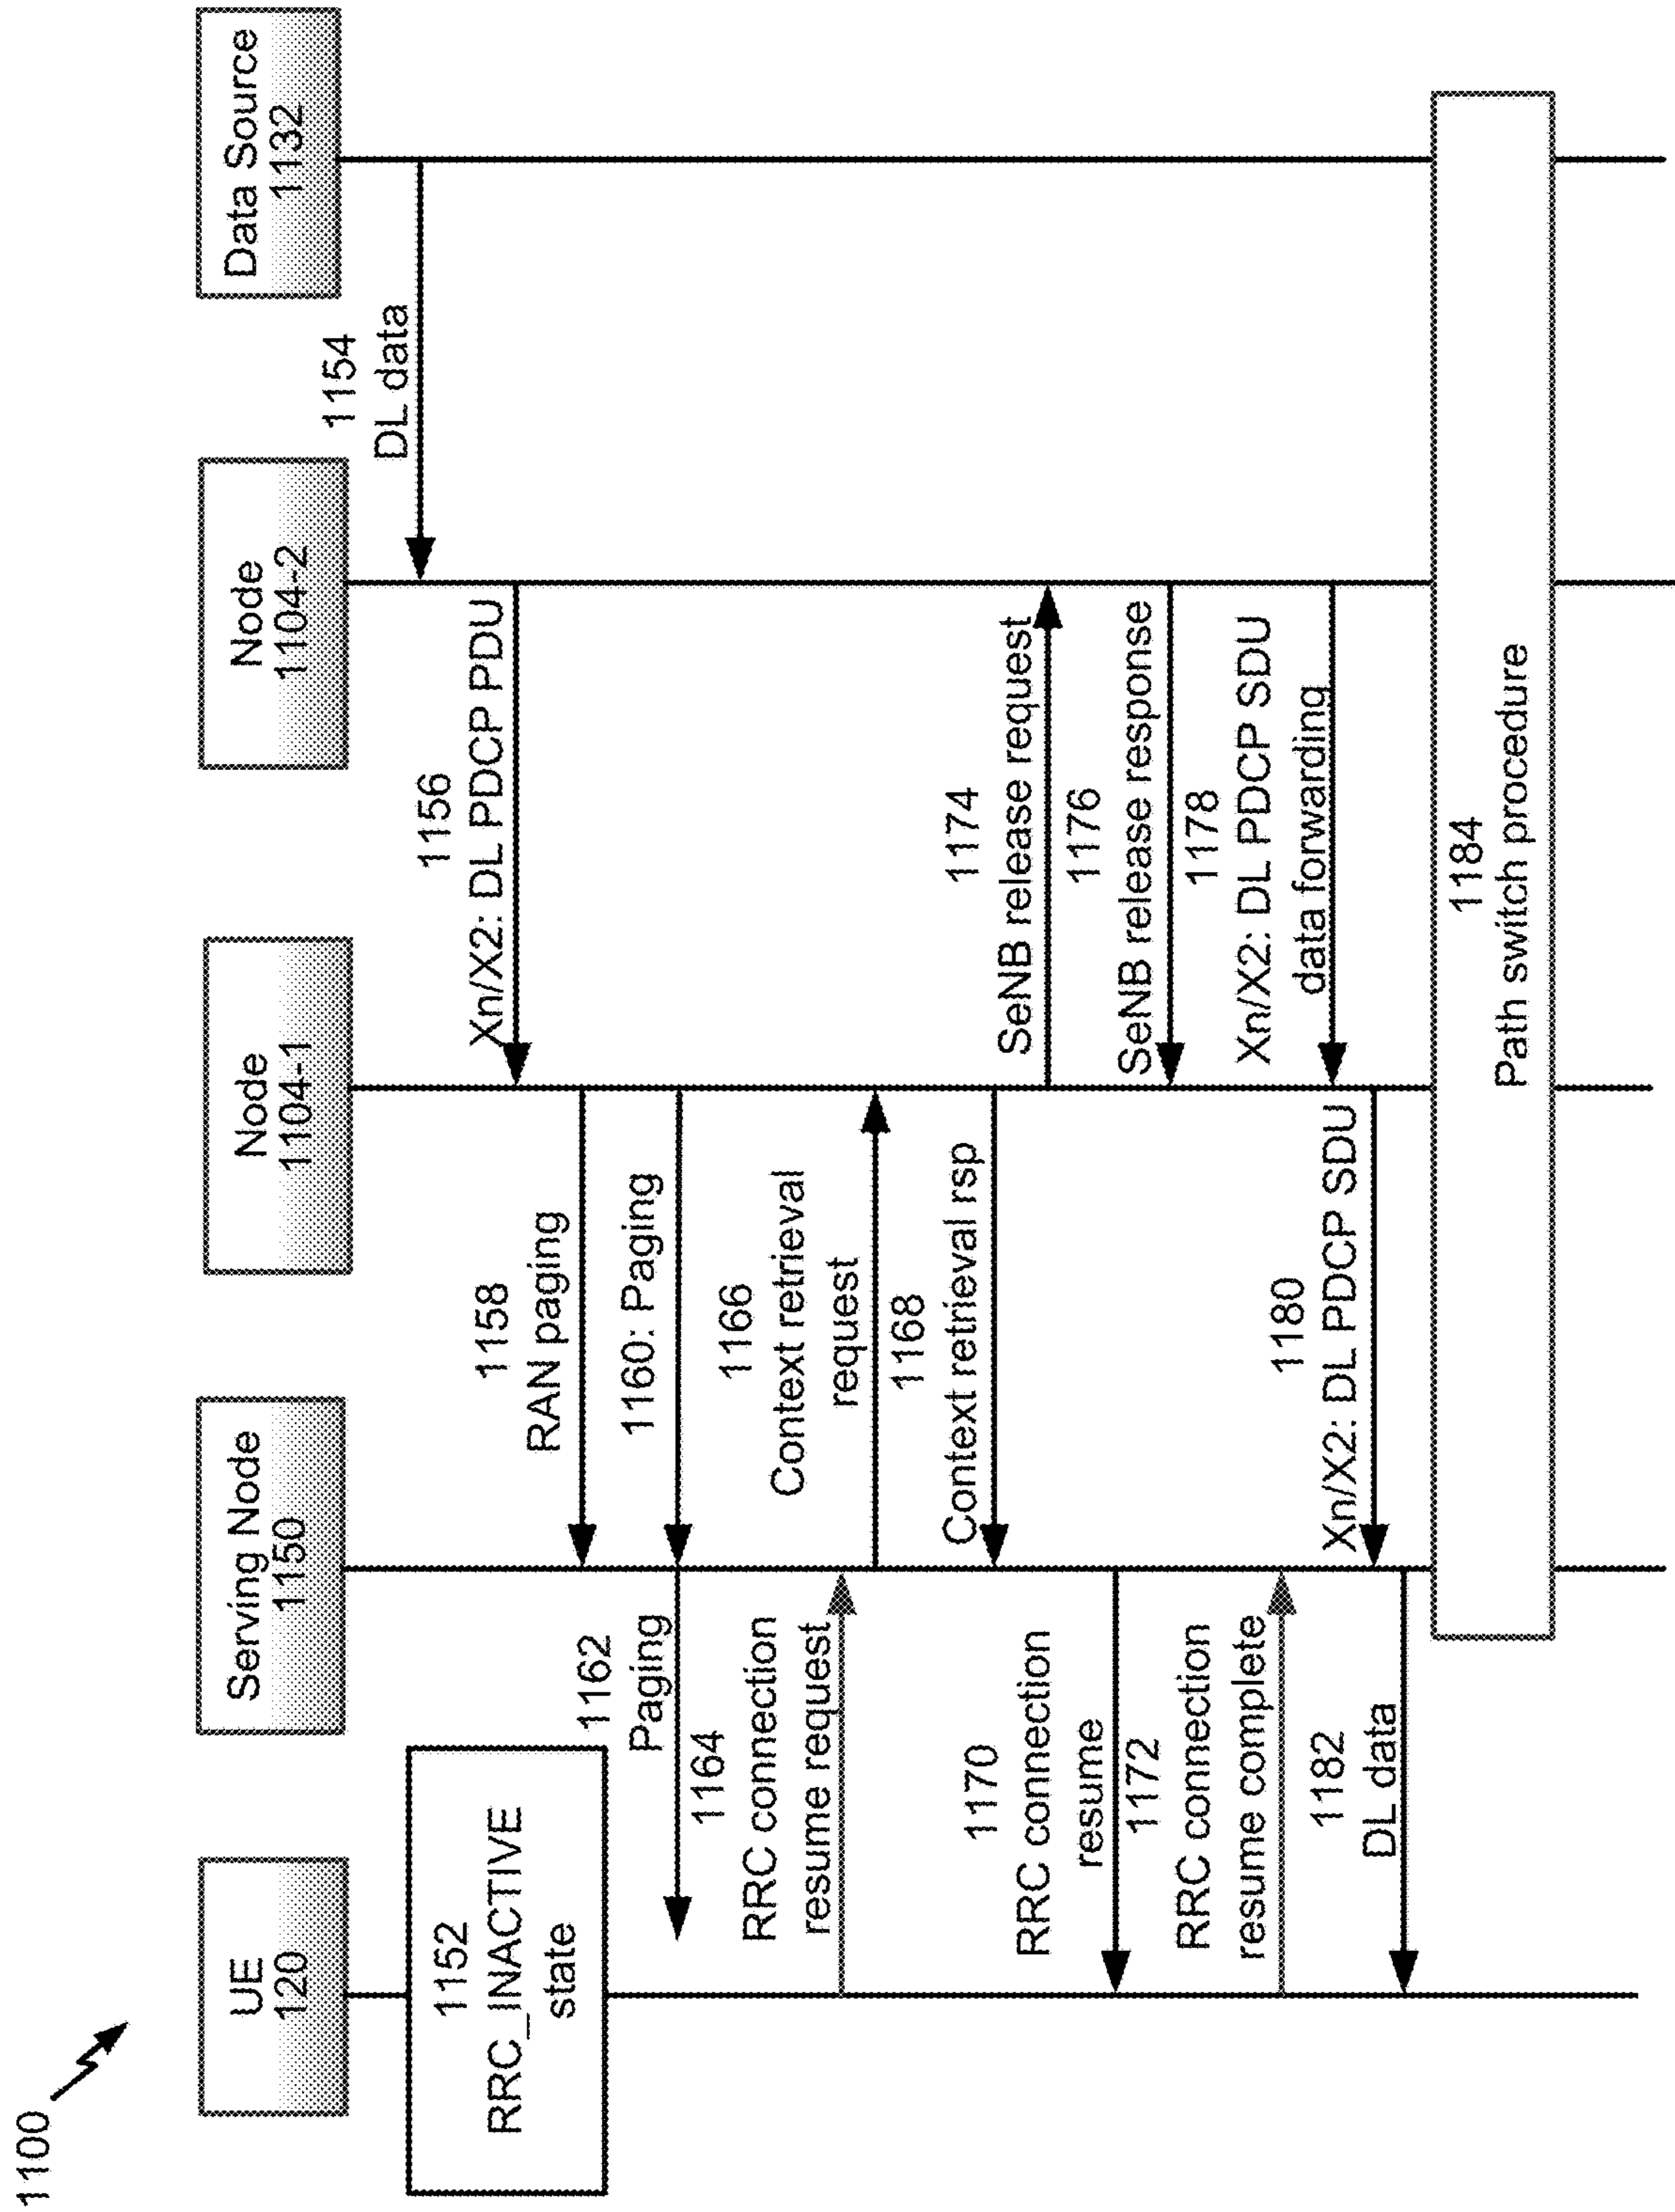 1100
UE
120
Serving Node
1150
Node
1104-1
Node
1104-2
Data Source
1132
1152
RRC_INACTIVE
state
1154
DL data
1156
Xn/X2: DL PDCP PDU
1158
RAN paging
1160: Paging
1162
Paging
1164
RRC connection
resume request
1166
Context retrieval
request
1168
Context retrieval rsp
1170
RRC connection
resume
1172
RRC connection
resume complete
1174
SeNB release request
1176
SeNB release response
1178
Xn/X2: DL PDCP SDU
data forwarding
1180
Xn/X2: DL PDCP SDU
1182
DL data
1184
Path switch procedure